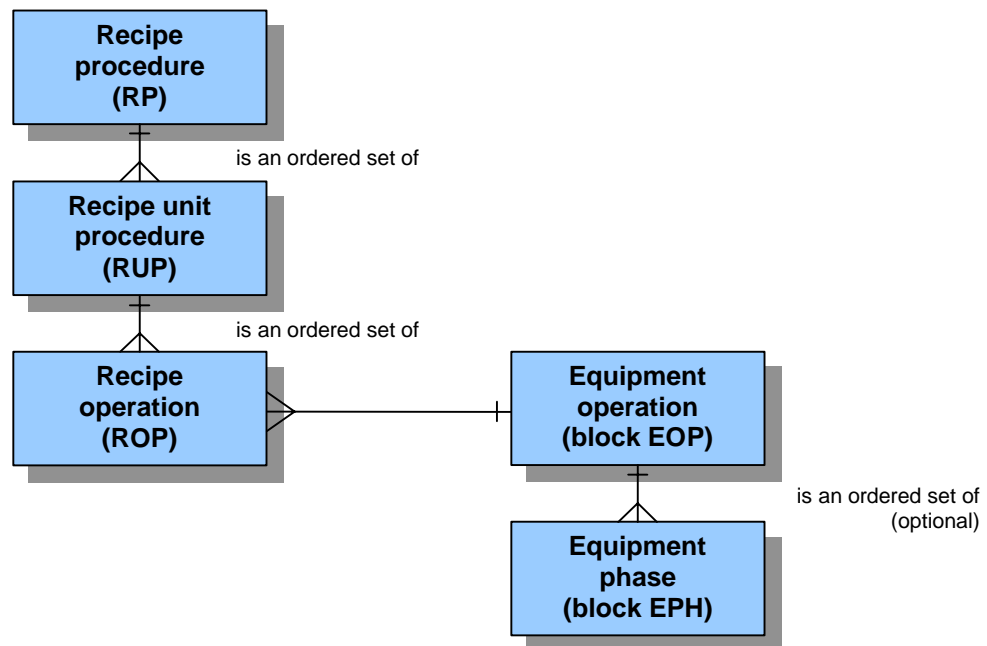 Recipe
procedure
(RP)
is an ordered set of
Recipe unit
procedure
(RUP)
is an ordered set of
Recipe
operation
(ROP)
Equipment
operation
(block EOP)
is an ordered set of
(optional)
Equipment
phase
(block EPH)